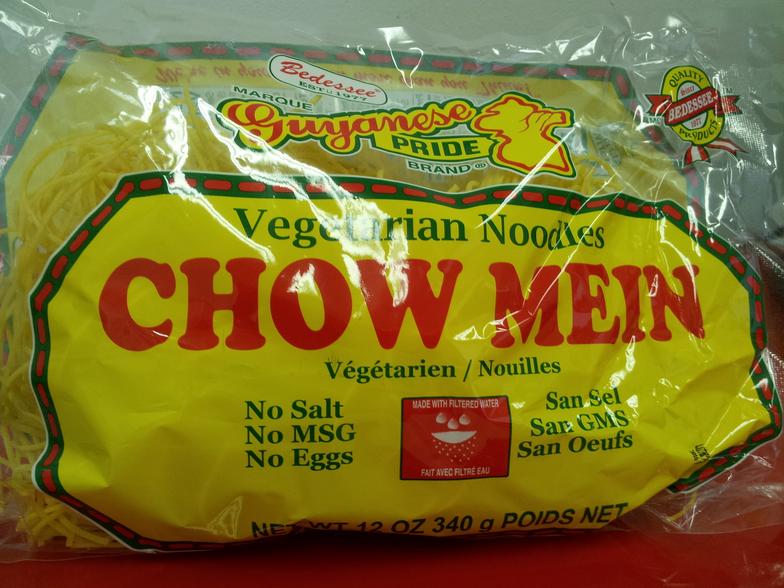 Bedessee
EST'D 1977
MARQUE
Guyanese
PRIDE
BRAND®
QUALITY
BEDESSEE
PRODUCTS
Vegetarian Noodles
CHOW MEIN
Végétarien / Nouilles
No Salt
No MSG
No Eggs
MADE WITH FILTERED WATER
FAIT AVEC FILTRÉ EAU
San Sel
San GMS
San Oeufs
NET WT 12 OZ 340 g POIDS NET